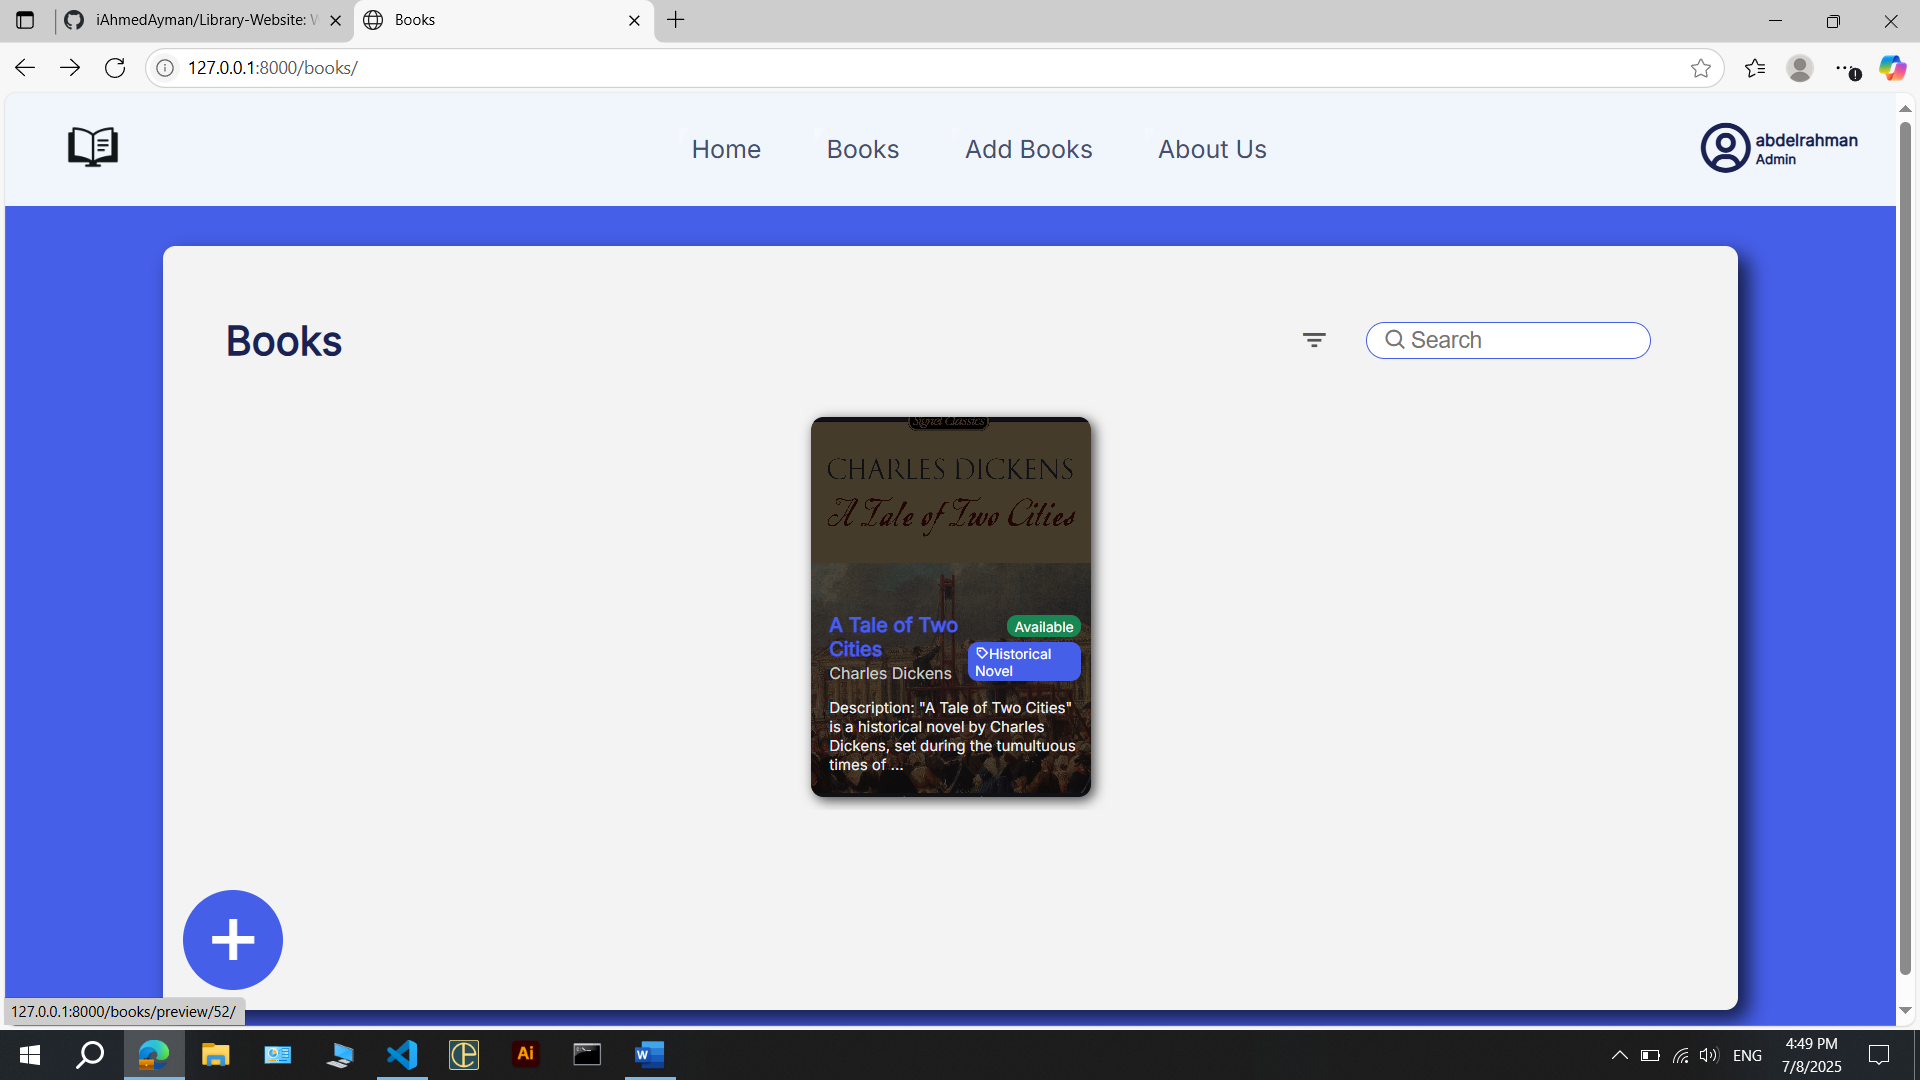 iAhmedAyman/Library-Website: W
Books
127.0.0.1:8000/books/
Home
Books
Add Books
About Us
abdelrahman
Admin
Books
Search
Signet Classics
CHARLES DICKENS
A Tale of Two Cities
A Tale of Two
Cities
Available
Historical
Novel
Charles Dickens
Description: "A Tale of Two Cities"
is a historical novel by Charles
Dickens, set during the tumultuous
times of ...
127.0.0.1:8000/books/preview/52/
Ai
W
ENG
4:49 PM
7/8/2025